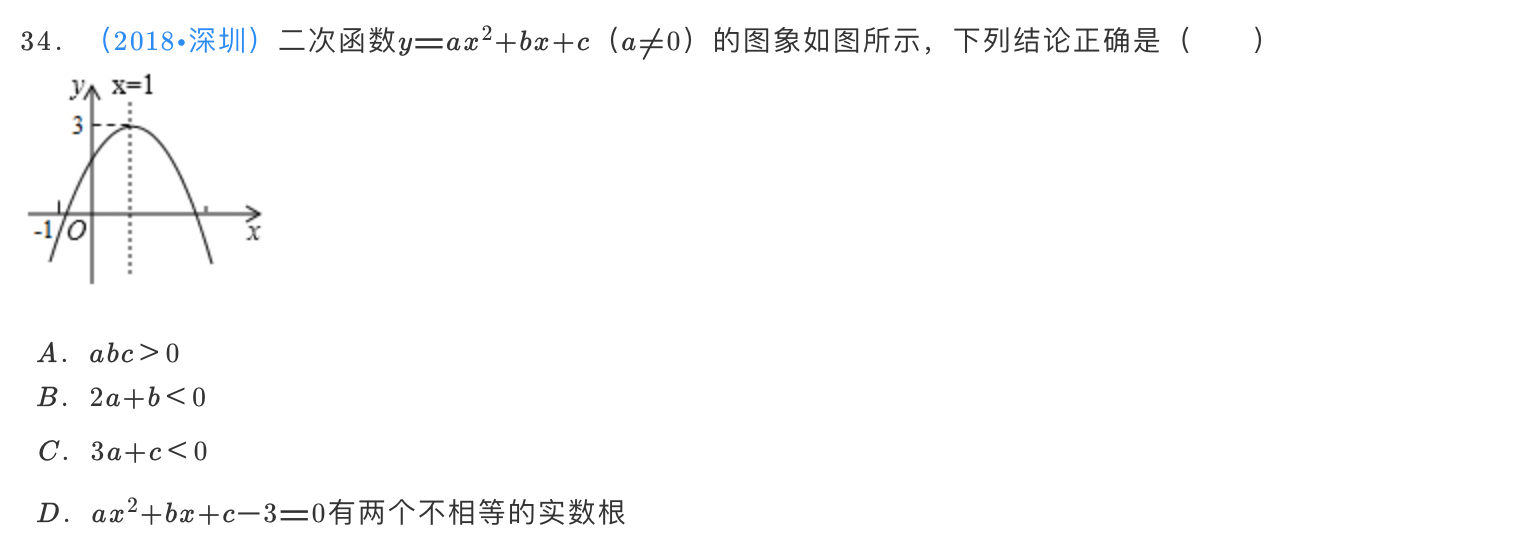 34. （2018•深圳）二次函数y=ax²+bx+c（a≠0）的图象如图所示，下列结论正确是（　　）
y x=1
3
-1 O x
A. abc>0
B. 2a+b<0
C. 3a+c<0
D. ax²+bx+c-3=0有两个不相等的实数根